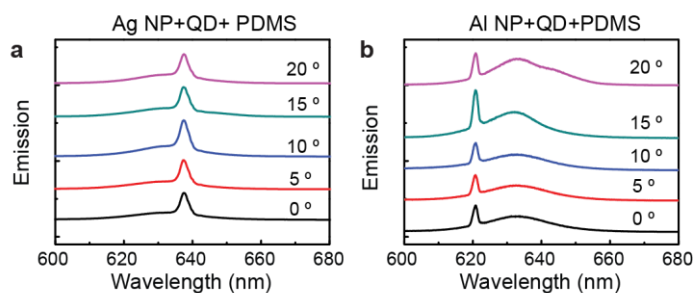 Ag NP+QD+ PDMS
a
20 °
15 °
10 °
5 °
0 °
Emission
600 620 640 660 680
Wavelength (nm)
Al NP+QD+PDMS
b
20 °
15 °
10 °
5 °
0 °
Emission
600 620 640 660 680
Wavelength (nm)